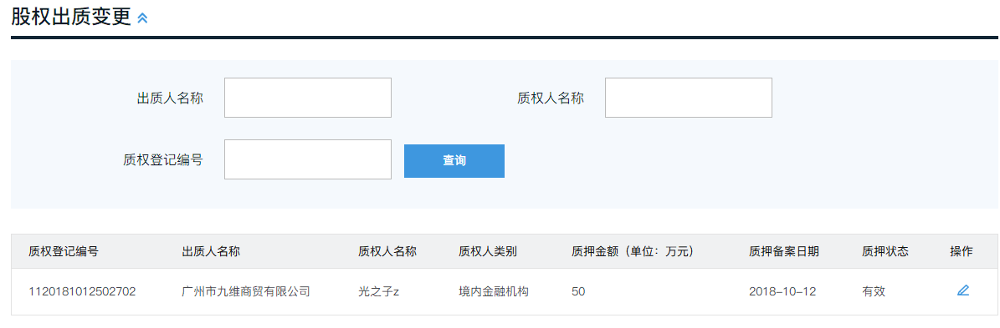 股权出质变更
出质人名称 质权人名称
质权登记编号 查询
质权登记编号 出质人名称 质权人名称 质权人类别 质押金额（单位：万元） 质押备案日期 质押状态 操作
1120181012502702 广州市九维商贸有限公司 光之子z 境内金融机构 50 2018-10-12 有效